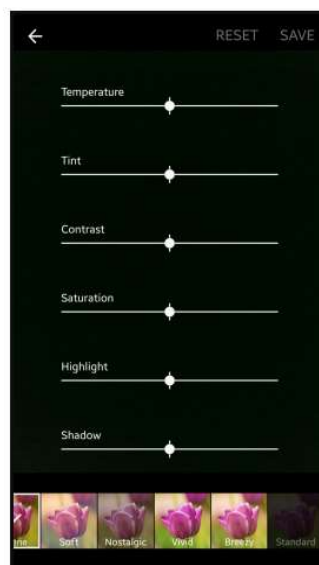 RESET SAVE
Temperature
Tint
Contrast
Saturation
Highlight
Shadow
Soft Nostalgic Vivid Breezy Standard